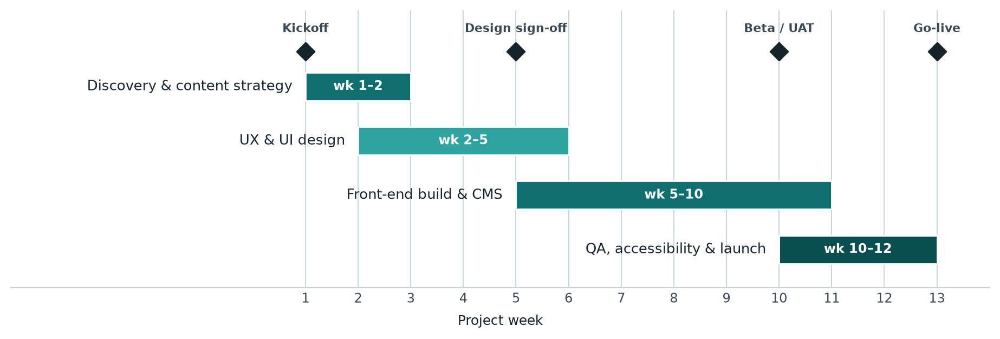 Kickoff Design sign-off Beta / UAT Go-live
Discovery & content strategy wk 1–2
UX & UI design wk 2–5
Front-end build & CMS wk 5–10
QA, accessibility & launch wk 10–12
1 2 3 4 5 6 7 8 9 10 11 12 13
Project week